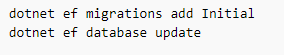 dotnet ef migrations add Initial
dotnet ef database update